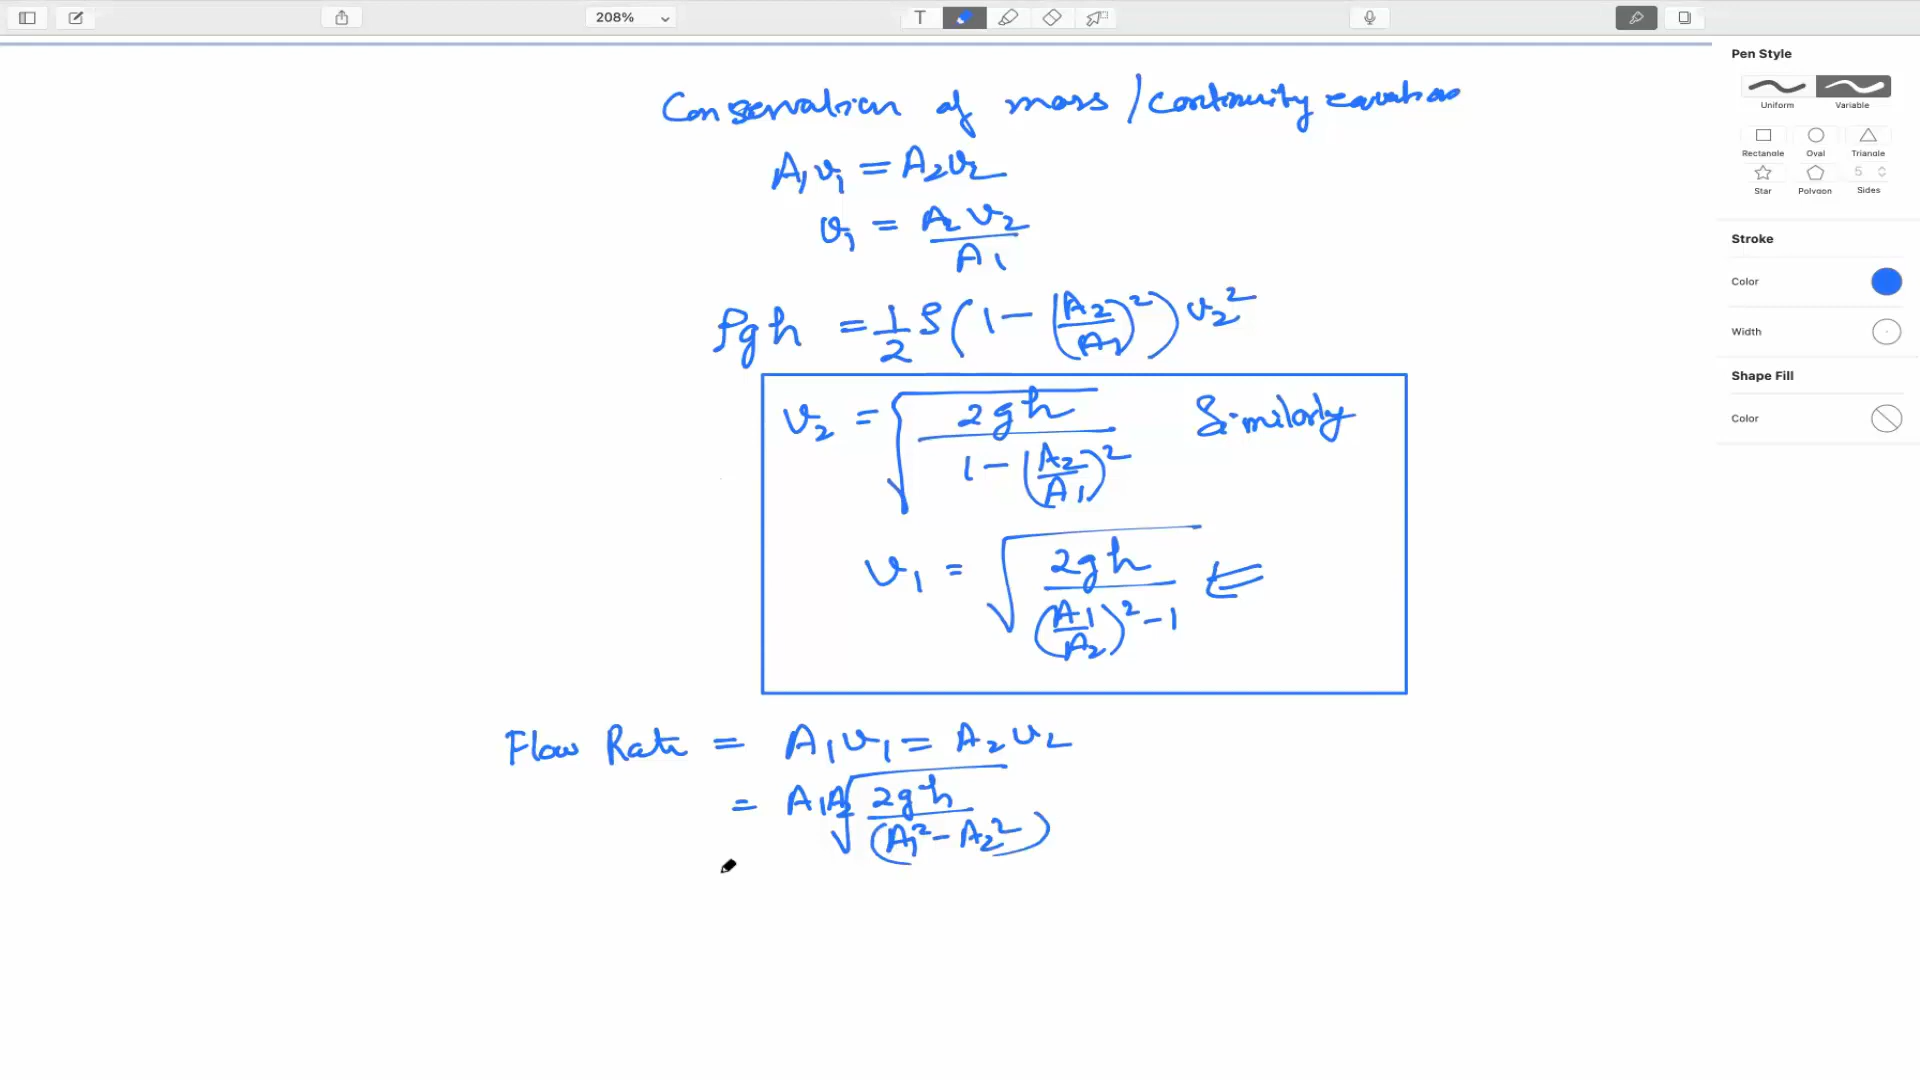 208%
T
Pen Style
Uniform Variable
Rectangle Oval Triangle
Star Polygon 5 Sides
Stroke
Color
Width
Shape Fill
Color
Conservation of mass / continuity equation
A₁v₁ = A₂v₂
v₁ = A₂ v₂ / A₁
ρgh = 1/2 ρ (1 - (A₂/A₁)²) v₂²
v₂ = √(2gh / (1 - (A₂/A₁)²)) Similarly
v₁ = √(2gh / ((A₁/A₂)² - 1)) ⇐
Flow Rate = A₁v₁ = A₂v₂
= A₁A₂ √(2gh / (A₁² - A₂²))